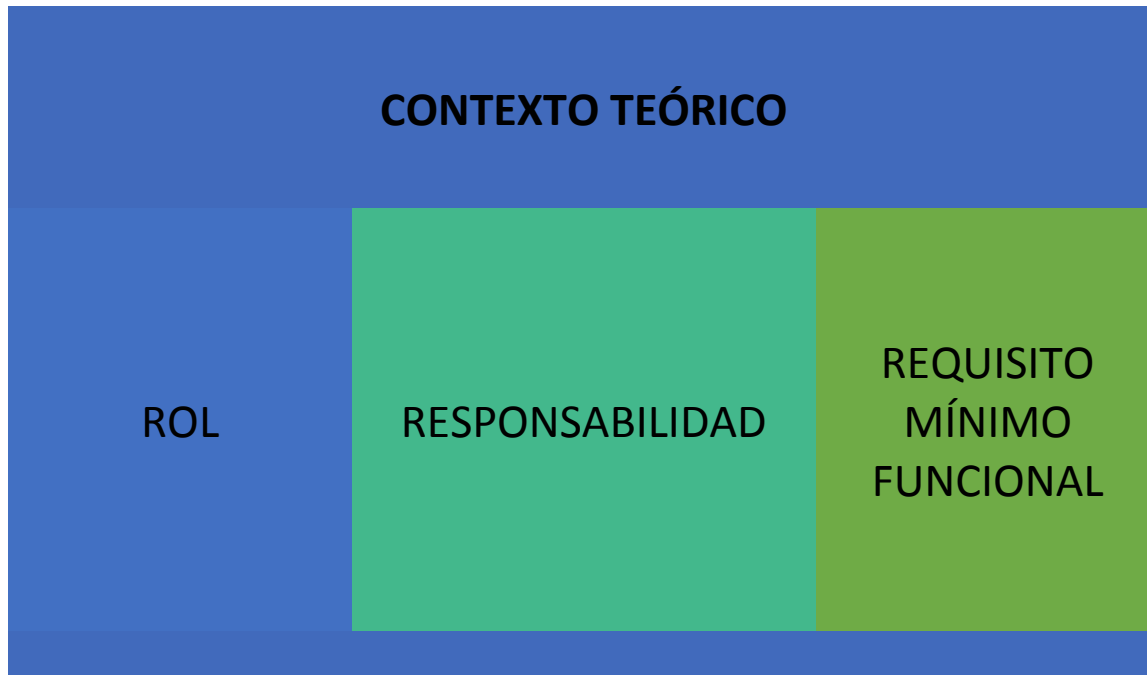 CONTEXTO TEÓRICO
ROL
RESPONSABILIDAD
REQUISITO
MÍNIMO
FUNCIONAL